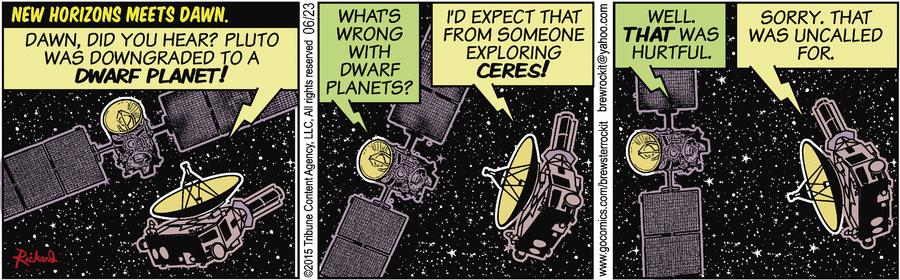 NEW HORIZONS MEETS DAWN.
DAWN, DID YOU HEAR? PLUTO
WAS DOWNGRADED TO A
DWARF PLANET!
Richard
©2015 Tribune Content Agency, LLC, All rights reserved 06/23
WHAT'S
WRONG
WITH
DWARF
PLANETS?
I'D EXPECT THAT
FROM SOMEONE
EXPLORING
CERES!
www.gocomics.com/brewsterrockit brewrockit@yahoo.com
WELL.
THAT WAS
HURTFUL.
SORRY. THAT
WAS UNCALLED
FOR.